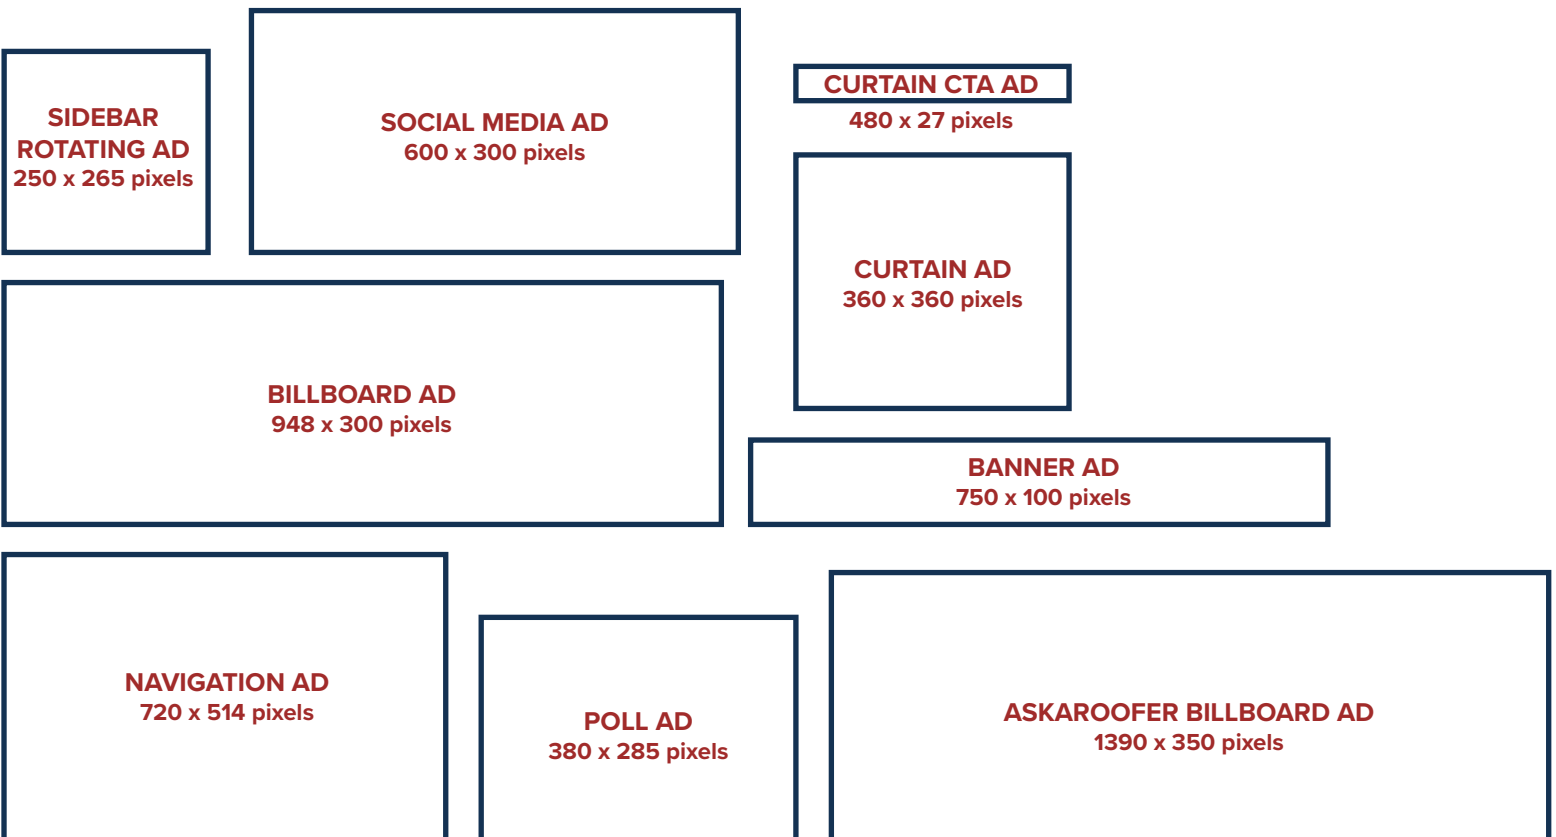 SIDEBAR
ROTATING AD
250 x 265 pixels
SOCIAL MEDIA AD
600 x 300 pixels
CURTAIN CTA AD
480 x 27 pixels
CURTAIN AD
360 x 360 pixels
BILLBOARD AD
948 x 300 pixels
BANNER AD
750 x 100 pixels
NAVIGATION AD
720 x 514 pixels
POLL AD
380 x 285 pixels
ASKAROOFER BILLBOARD AD
1390 x 350 pixels